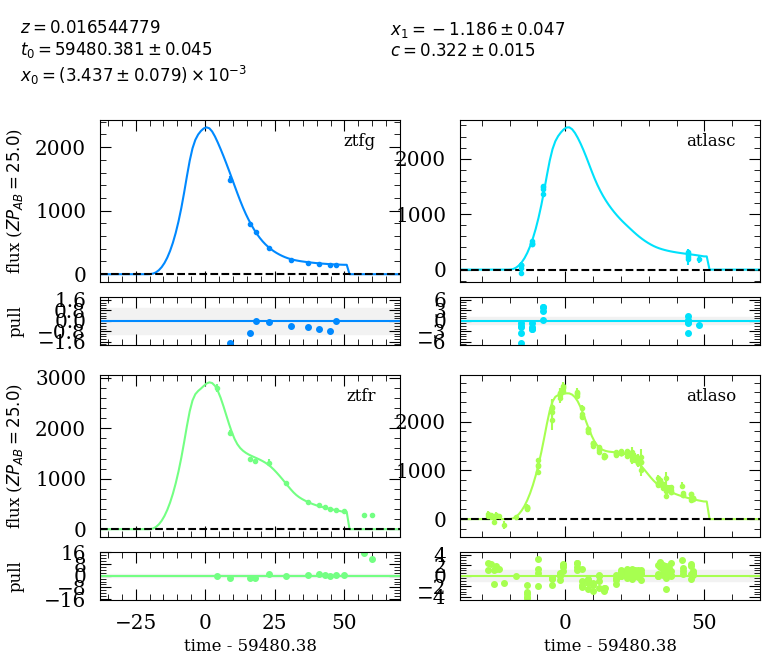 z = 0.016544779
t₀ = 59480.381 ± 0.045
x₀ = (3.437 ± 0.079) × 10⁻³
x₁ = −1.186 ± 0.047
c = 0.322 ± 0.015
flux (ZP_AB = 25.0)
ztfg
2000
1000
0
atlasc
2000
1000
0
pull
1.6
0.8
0.0
−0.8
−1.6
6
3
0
−3
−6
flux (ZP_AB = 25.0)
ztfr
3000
2000
1000
0
atlaso
2000
1000
0
pull
16
8
0
−8
−16
4
2
0
−2
−4
−25 0 25 50
time - 59480.38
0 50
time - 59480.38